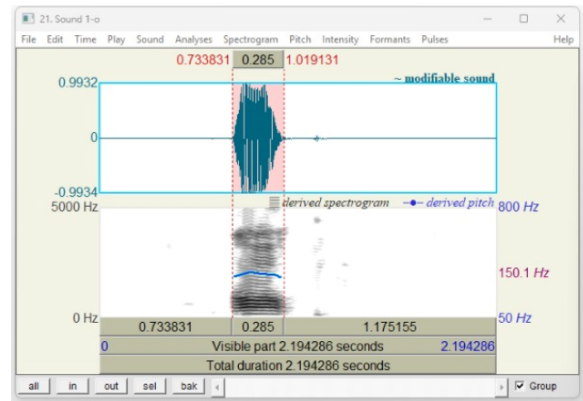 21. Sound 1-o
File Edit Time Play Sound Analyses Spectrogram Pitch Intensity Formants Pulses Help
0.733831 0.285 1.019131
~ modifiable sound
0.9932
0
-0.9934
5000 Hz derived spectrogram derived pitch 800 Hz
150.1 Hz
0 Hz 50 Hz
0.733831 0.285 1.175155
0 Visible part 2.194286 seconds 2.194286
Total duration 2.194286 seconds
all in out sel bak Group